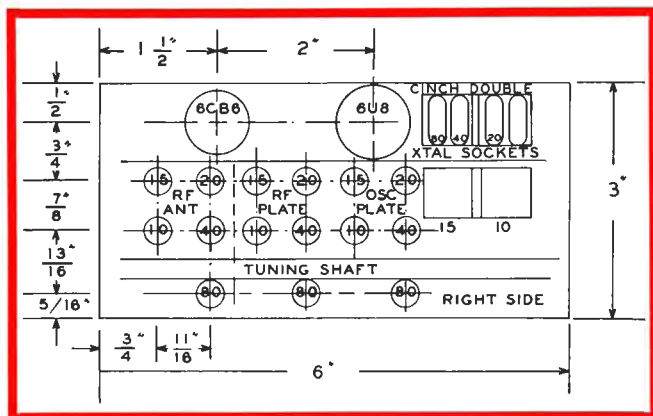 1 1/2" 2"
1/2"
3/4"
7/8"
13/16"
5/16"
6CB6 6U8
CINCH DOUBLE
80 40 20
XTAL SOCKETS
15 20 15 20 15 20
RF ANT RF PLATE OSC PLATE
10 40 10 40 10 40
15 10
TUNING SHAFT
80 80 80 RIGHT SIDE
3"
3/4" 11/16"
6"